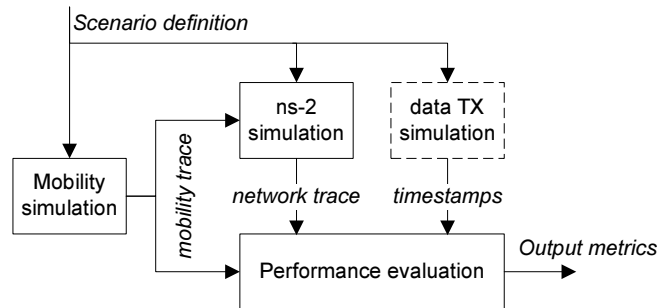 Scenario definition
ns-2
simulation
data TX
simulation
Mobility
simulation
mobility trace
network trace
timestamps
Performance evaluation
Output metrics